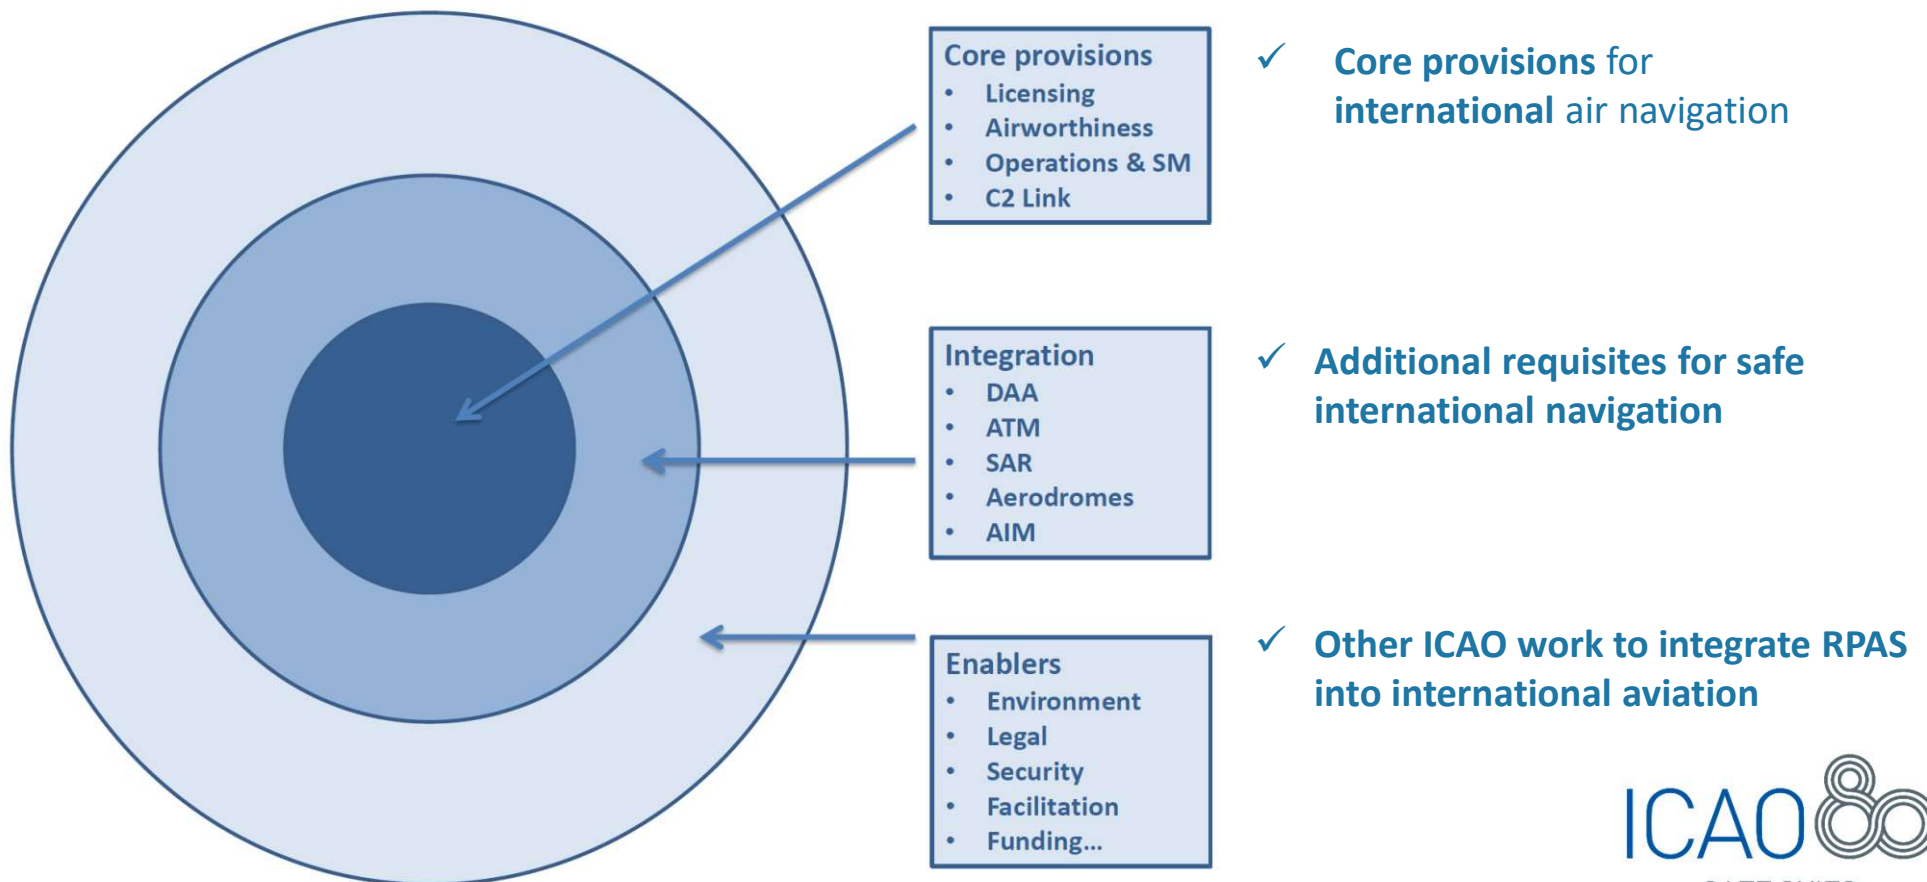 Core provisions
• Licensing
• Airworthiness
• Operations & SM
• C2 Link
✓ Core provisions for
international air navigation
Integration
• DAA
• ATM
• SAR
• Aerodromes
• AIM
✓ Additional requisites for safe
international navigation
Enablers
• Environment
• Legal
• Security
• Facilitation
• Funding...
✓ Other ICAO work to integrate RPAS
into international aviation
ICAO 80